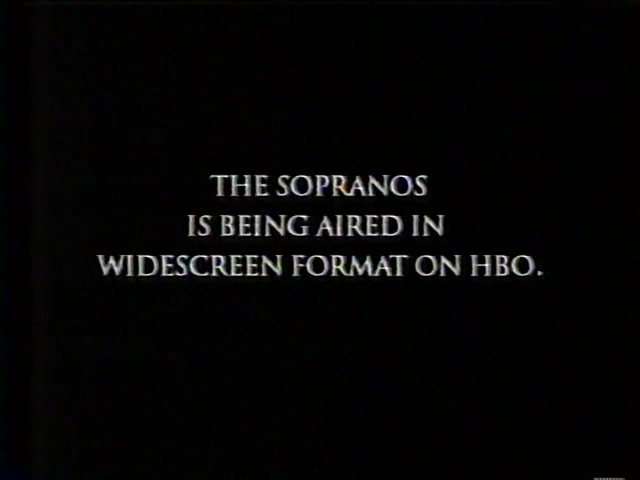 THE SOPRANOS
IS BEING AIRED IN
WIDESCREEN FORMAT ON HBO.